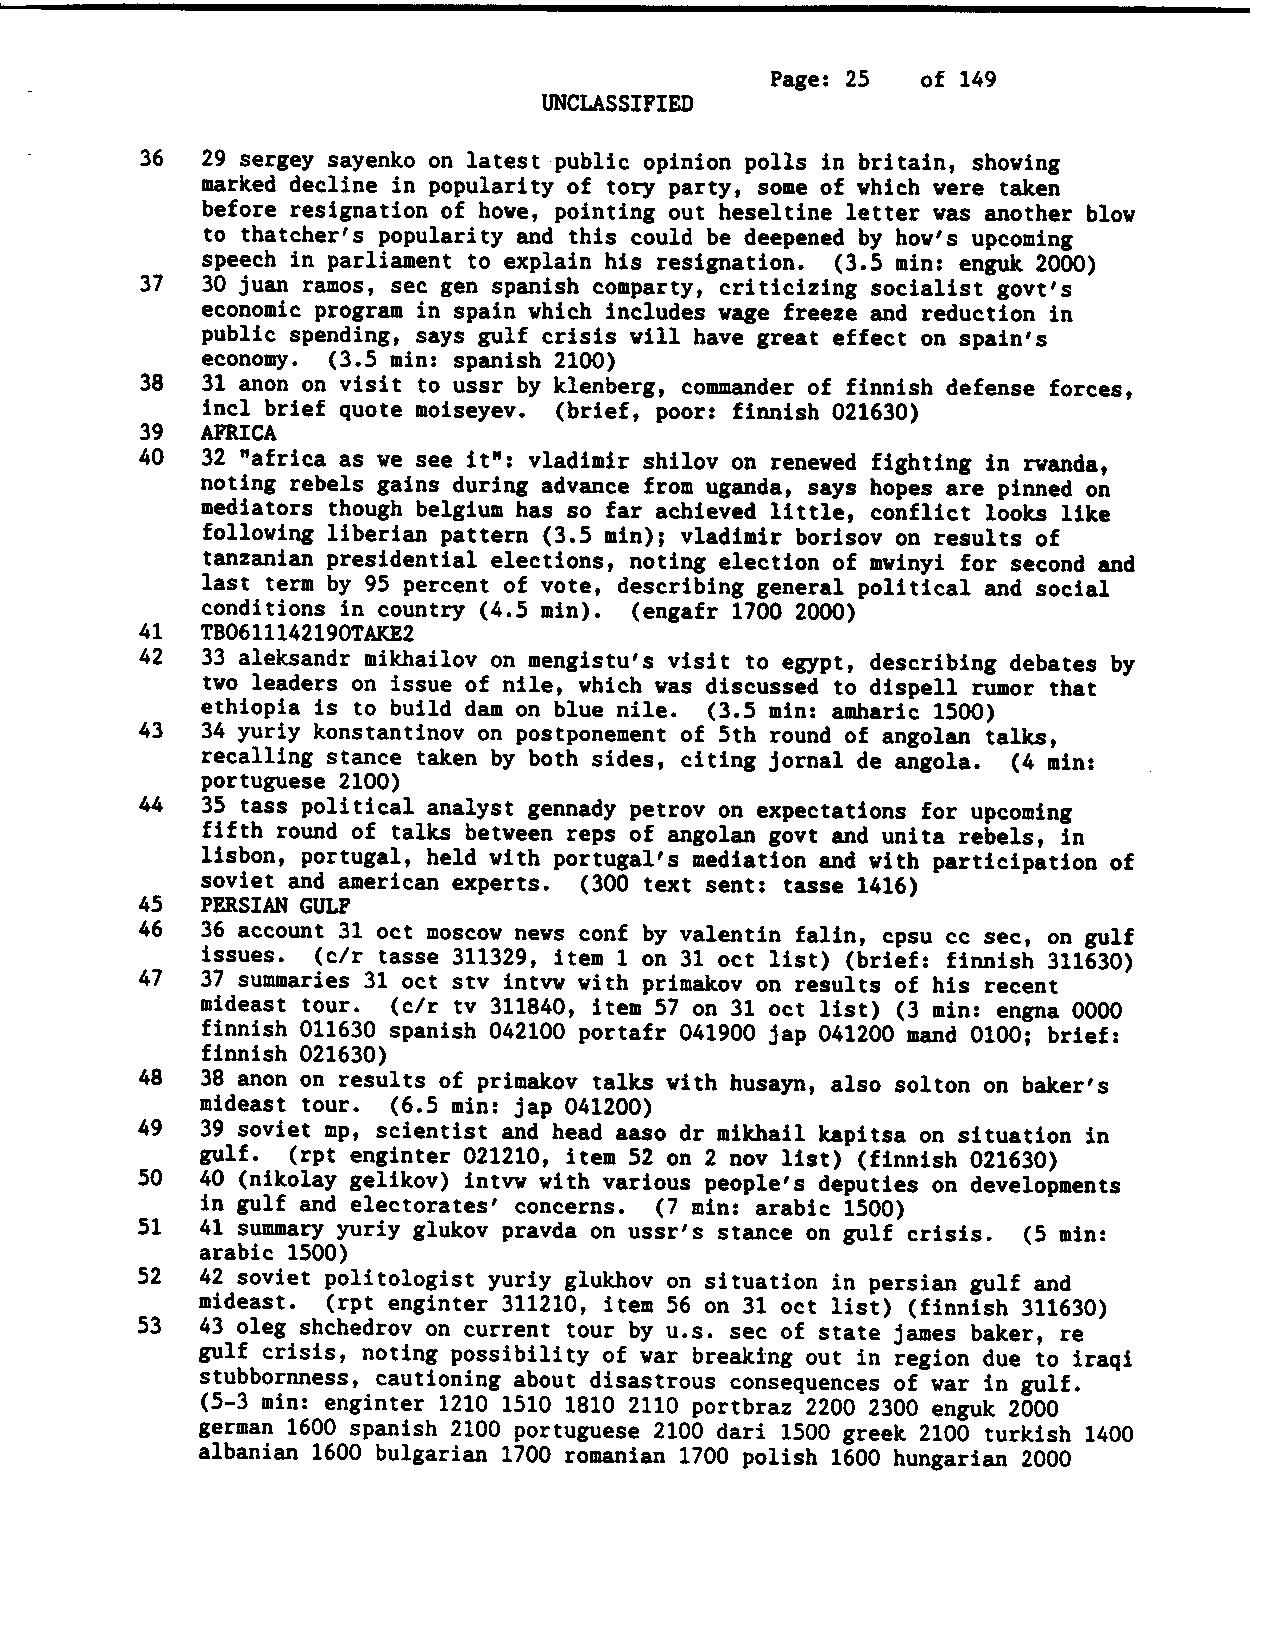 Page: 25 of 149
UNCLASSIFIED
36 29 sergey sayenko on latest public opinion polls in britain, showing
marked decline in popularity of tory party, some of which were taken
before resignation of howe, pointing out heseltine letter was another blow
to thatcher's popularity and this could be deepened by how's upcoming
speech in parliament to explain his resignation. (3.5 min: enguk 2000)
37 30 juan ramos, sec gen spanish comparty, criticizing socialist govt's
economic program in spain which includes wage freeze and reduction in
public spending, says gulf crisis will have great effect on spain's
economy. (3.5 min: spanish 2100)
38 31 anon on visit to ussr by klenberg, commander of finnish defense forces,
incl brief quote moiseyev. (brief, poor: finnish 021630)
39 AFRICA
40 32 "africa as we see it": vladimir shilov on renewed fighting in rwanda,
noting rebels gains during advance from uganda, says hopes are pinned on
mediators though belgium has so far achieved little, conflict looks like
following liberian pattern (3.5 min); vladimir borisov on results of
tanzanian presidential elections, noting election of mwinyi for second and
last term by 95 percent of vote, describing general political and social
conditions in country (4.5 min). (engafr 1700 2000)
41 TB0611142190TAKE2
42 33 aleksandr mikhailov on mengistu's visit to egypt, describing debates by
two leaders on issue of nile, which was discussed to dispell rumor that
ethiopia is to build dam on blue nile. (3.5 min: amharic 1500)
43 34 yuriy konstantinov on postponement of 5th round of angolan talks,
recalling stance taken by both sides, citing jornal de angola. (4 min:
portuguese 2100)
44 35 tass political analyst gennady petrov on expectations for upcoming
fifth round of talks between reps of angolan govt and unita rebels, in
lisbon, portugal, held with portugal's mediation and with participation of
soviet and american experts. (300 text sent: tasse 1416)
45 PERSIAN GULF
46 36 account 31 oct moscow news conf by valentin falin, cpsu cc sec, on gulf
issues. (c/r tasse 311329, item 1 on 31 oct list) (brief: finnish 311630)
47 37 summaries 31 oct stv intvw with primakov on results of his recent
mideast tour. (c/r tv 311840, item 57 on 31 oct list) (3 min: engna 0000
finnish 011630 spanish 042100 portafr 041900 jap 041200 mand 0100; brief:
finnish 021630)
48 38 anon on results of primakov talks with husayn, also solton on baker's
mideast tour. (6.5 min: jap 041200)
49 39 soviet mp, scientist and head aaso dr mikhail kapitsa on situation in
gulf. (rpt enginter 021210, item 52 on 2 nov list) (finnish 021630)
50 40 (nikolay gelikov) intvw with various people's deputies on developments
in gulf and electorates' concerns. (7 min: arabic 1500)
51 41 summary yuriy glukov pravda on ussr's stance on gulf crisis. (5 min:
arabic 1500)
52 42 soviet politologist yuriy glukhov on situation in persian gulf and
mideast. (rpt enginter 311210, item 56 on 31 oct list) (finnish 311630)
53 43 oleg shchedrov on current tour by u.s. sec of state james baker, re
gulf crisis, noting possibility of war breaking out in region due to iraqi
stubbornness, cautioning about disastrous consequences of war in gulf.
(5-3 min: enginter 1210 1510 1810 2110 portbraz 2200 2300 enguk 2000
german 1600 spanish 2100 portuguese 2100 dari 1500 greek 2100 turkish 1400
albanian 1600 bulgarian 1700 romanian 1700 polish 1600 hungarian 2000